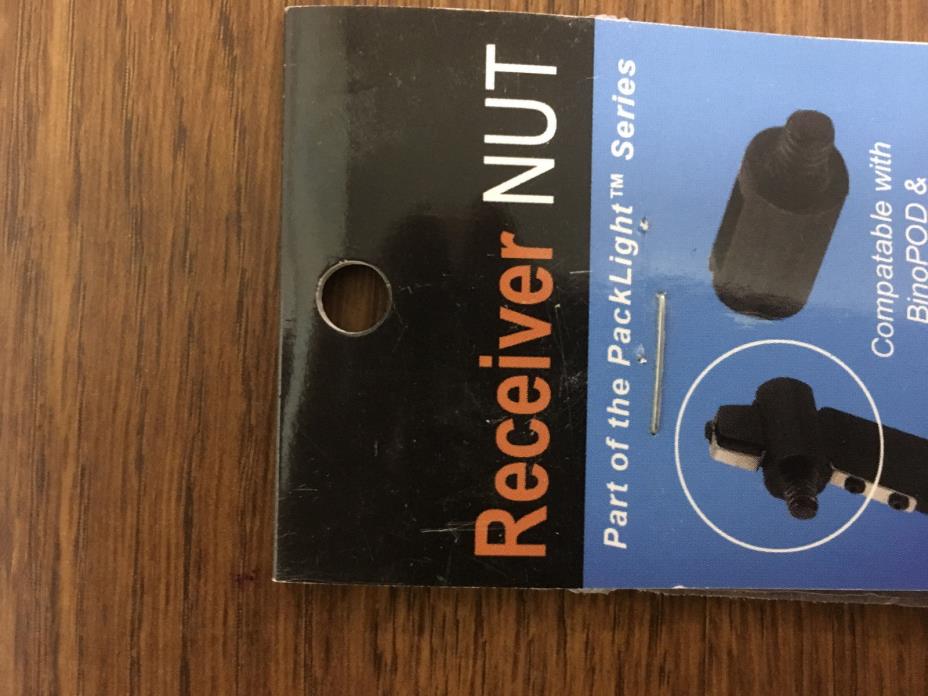 Receiver NUT
Part of the PackLight™ Series
Compatable with
BinoPOD &